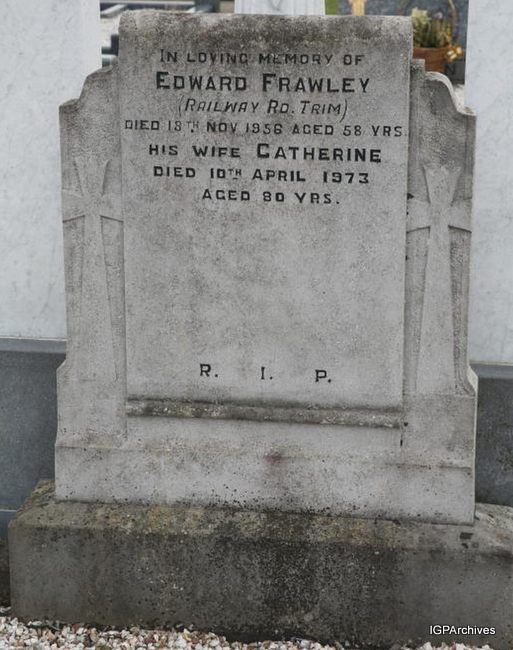 In Loving Memory of
Edward Frawley
(Railway Rd. Trim)
Died 18th Nov 1956 Aged 58 Yrs.
His Wife Catherine
Died 10th April 1973
Aged 80 Yrs.
R. I. P.
IGPArchives